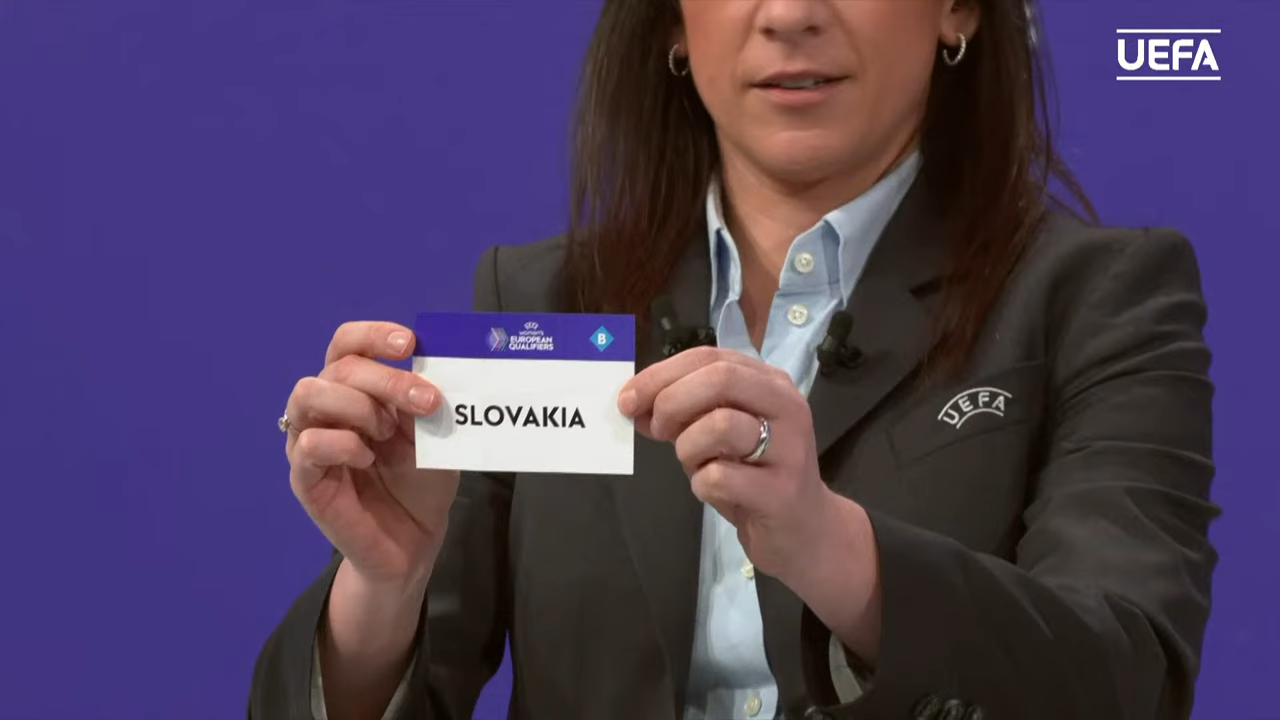 UEFA
women's
EUROPEAN
QUALIFIERS
B
SLOVAKIA
UEFA